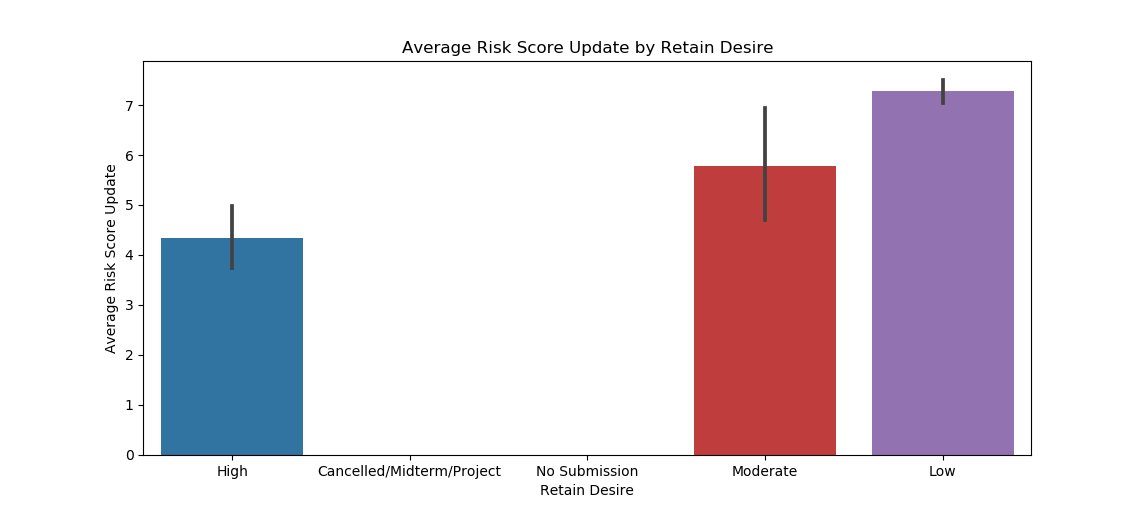 Average Risk Score Update by Retain Desire
Average Risk Score Update
7
6
5
4
3
2
1
0
High
Cancelled/Midterm/Project
No Submission
Moderate
Low
Retain Desire